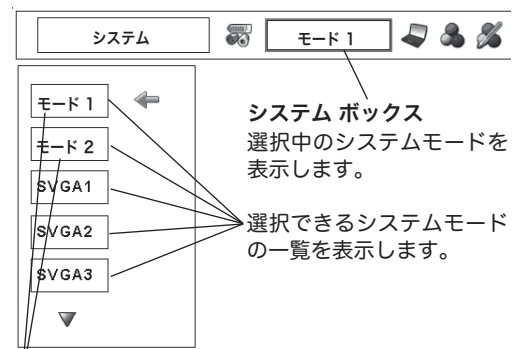 システム
モード 1
モード 1
モード 2
SVGA1
SVGA2
SVGA3
システム ボックス
選択中のシステムモードを
表示します。
選択できるシステムモード
の一覧を表示します。